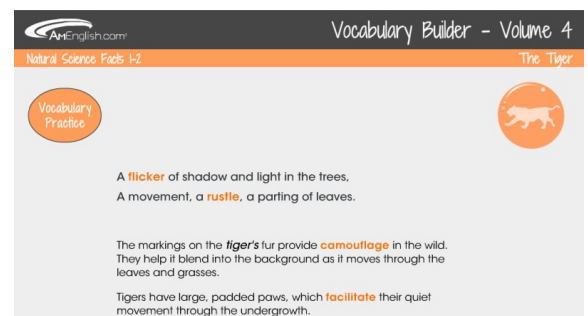 AmEnglish.com
Vocabulary Builder – Volume 4
Natural Science Facts 1-2
The Tiger
Vocabulary
Practice
A flicker of shadow and light in the trees,
A movement, a rustle, a parting of leaves.
The markings on the tiger's fur provide camouflage in the wild.
They help it blend into the background as it moves through the
leaves and grasses.
Tigers have large, padded paws, which facilitate their quiet
movement through the undergrowth.